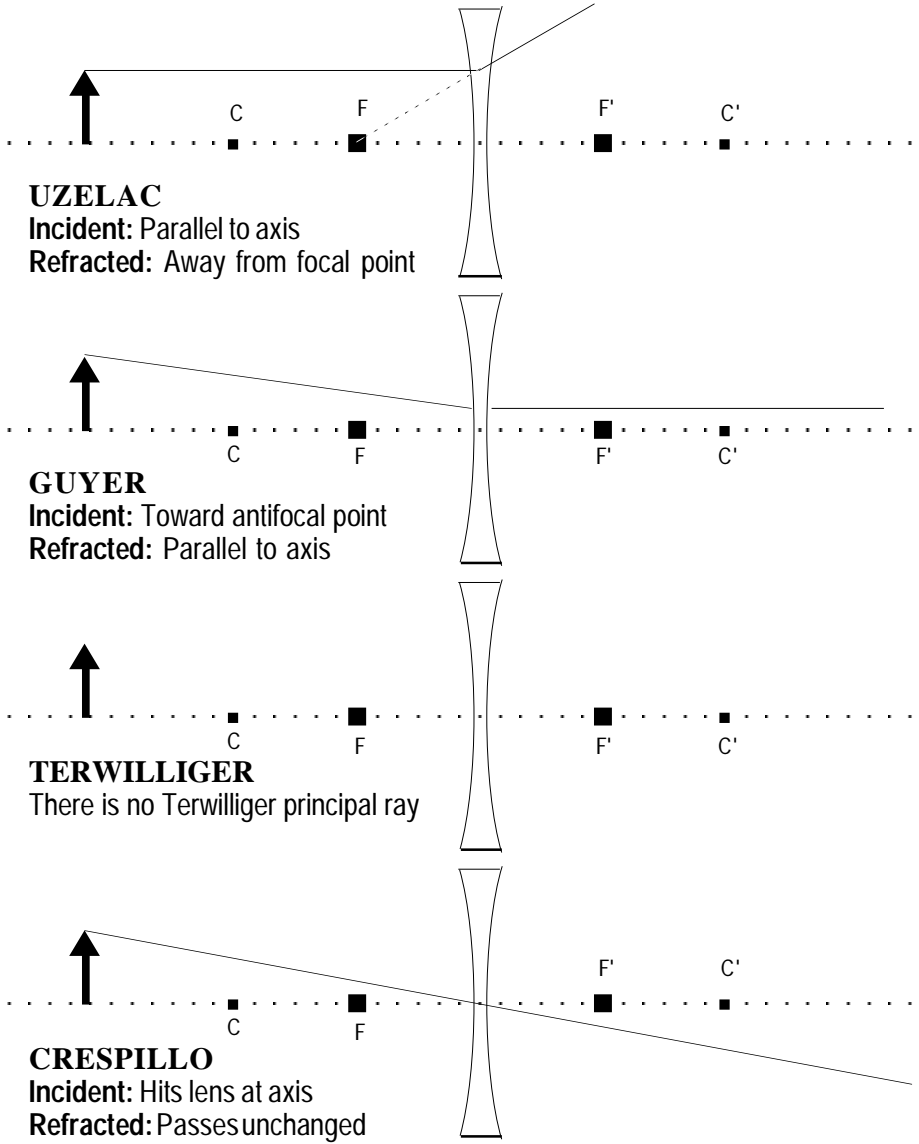 C F F' C'
UZELAC
Incident: Parallel to axis
Refracted: Away from focal point
C F F' C'
GUYER
Incident: Toward antifocal point
Refracted: Parallel to axis
C F F' C'
TERWILLIGER
There is no Terwilliger principal ray
F' C'
C F
CRESPILLO
Incident: Hits lens at axis
Refracted: Passes unchanged